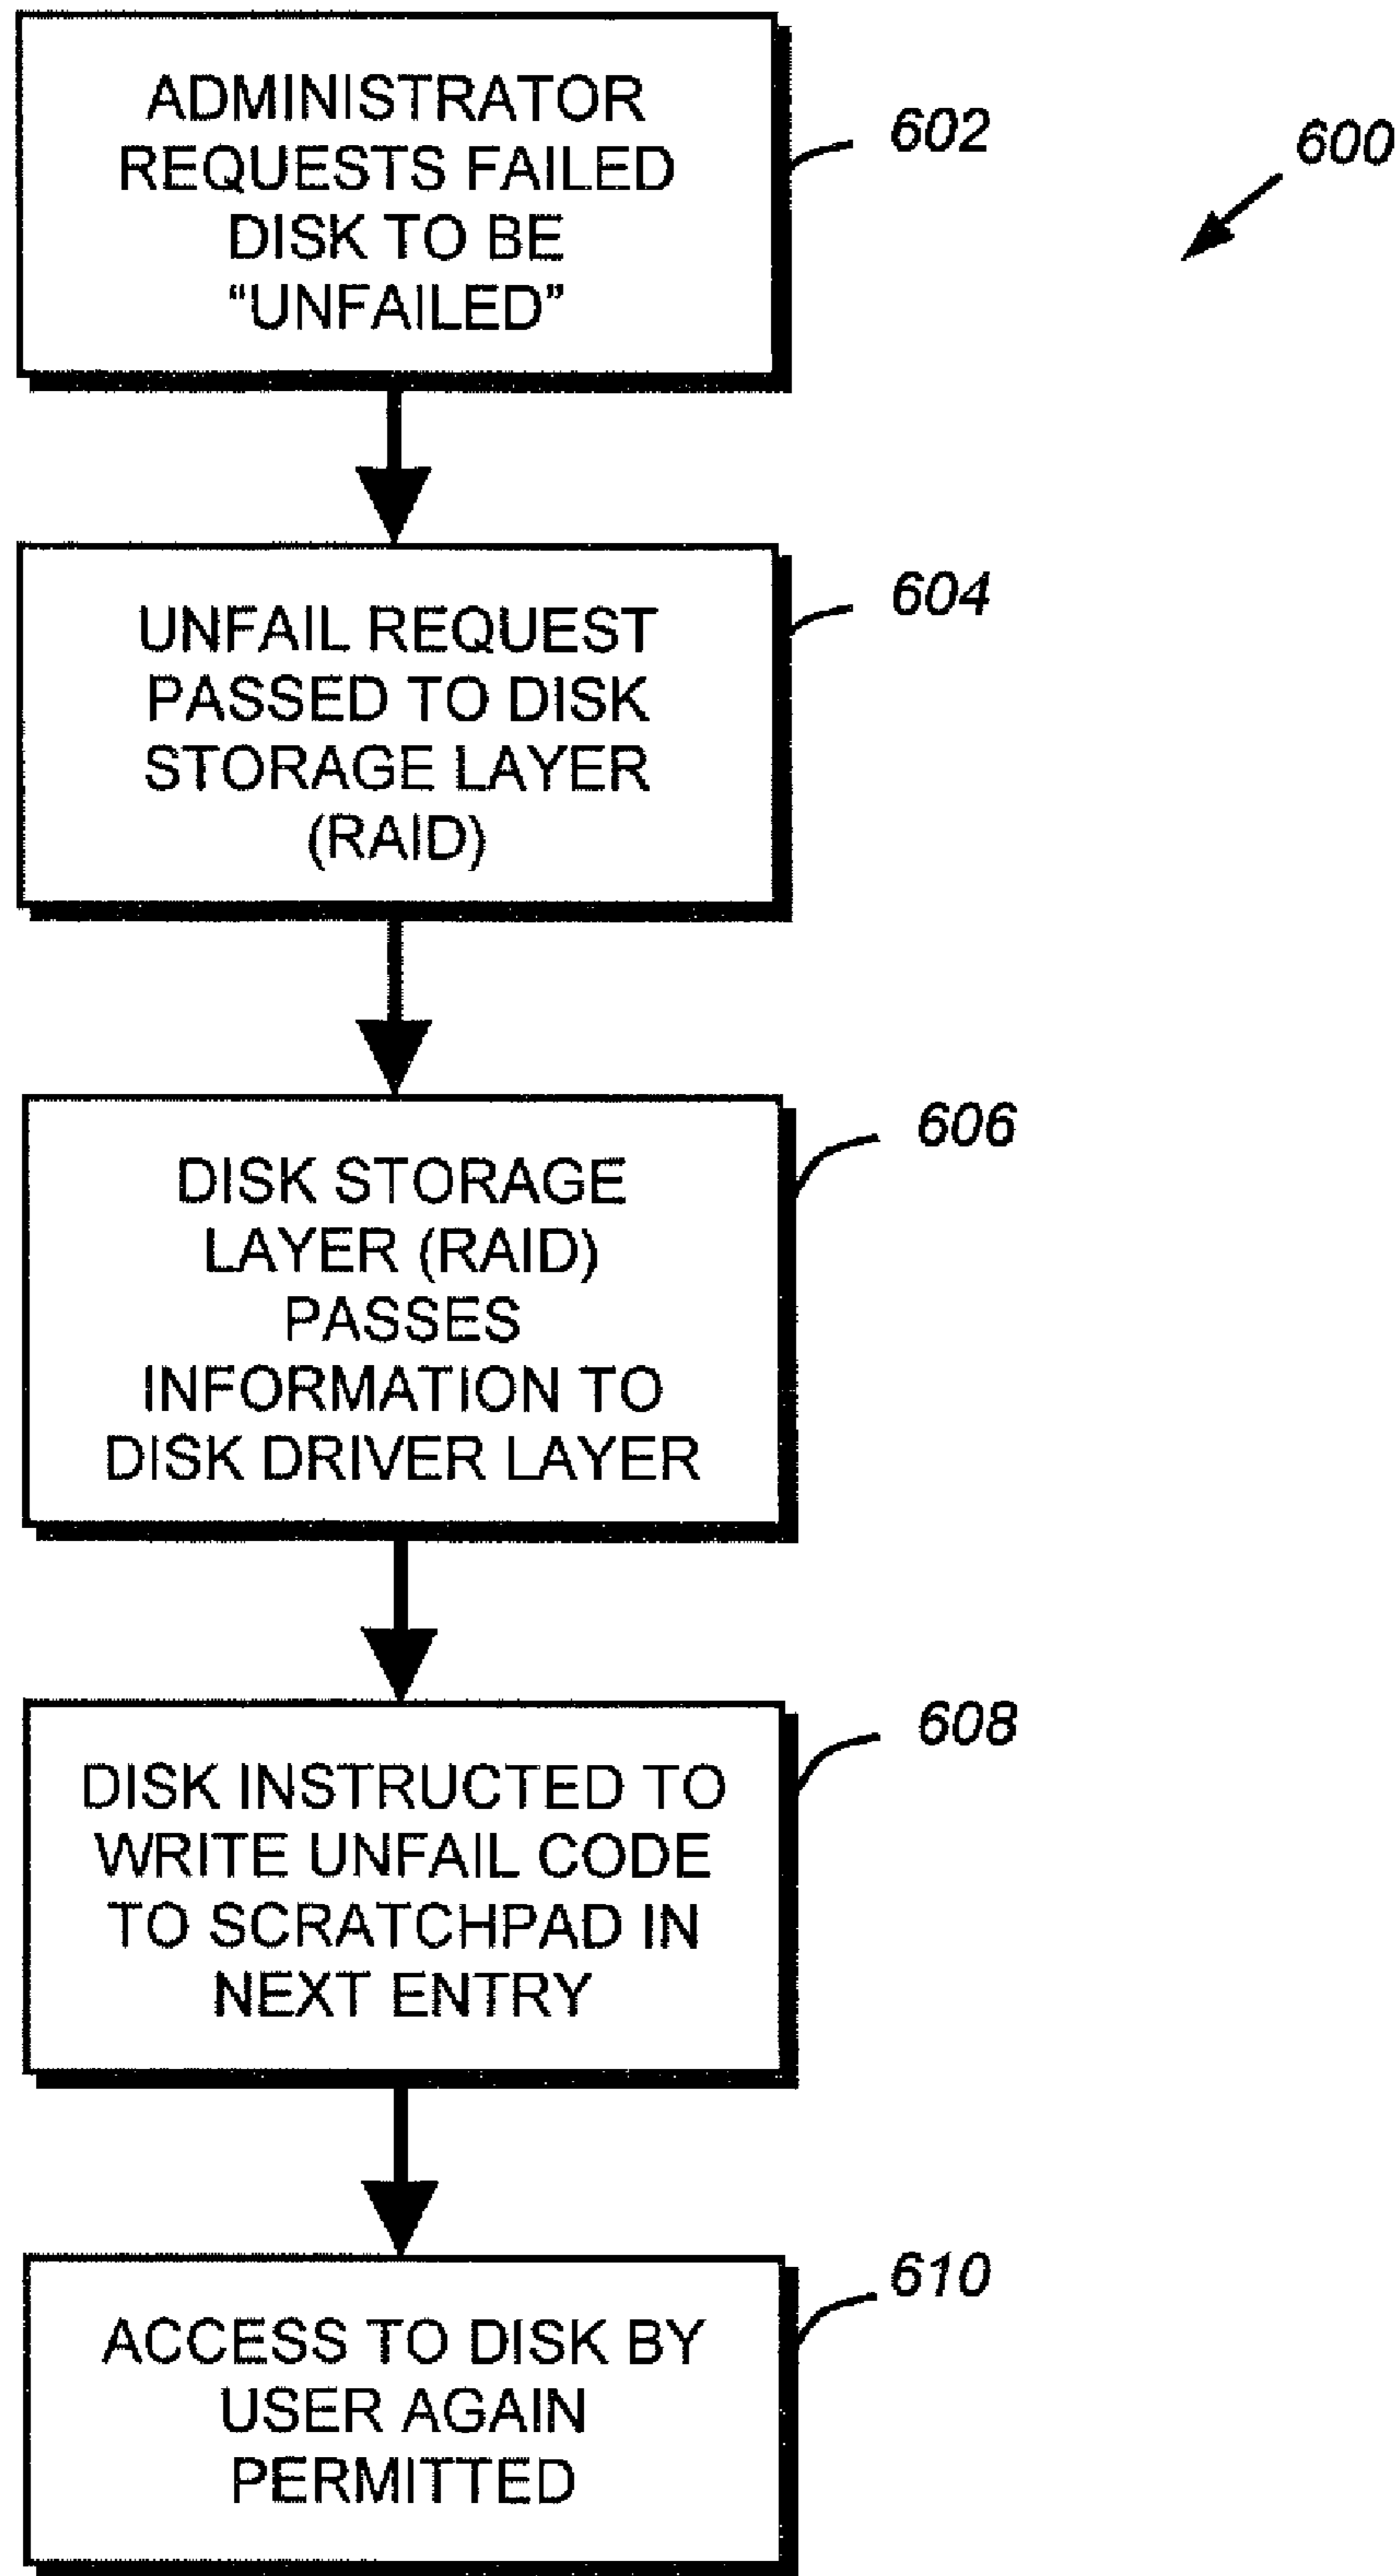 ADMINISTRATOR
REQUESTS FAILED
DISK TO BE
“UNFAILED”
602
600
UNFAIL REQUEST
PASSED TO DISK
STORAGE LAYER
(RAID)
604
DISK STORAGE
LAYER (RAID)
PASSES
INFORMATION TO
DISK DRIVER LAYER
606
DISK INSTRUCTED TO
WRITE UNFAIL CODE
TO SCRATCHPAD IN
NEXT ENTRY
608
ACCESS TO DISK BY
USER AGAIN
PERMITTED
610